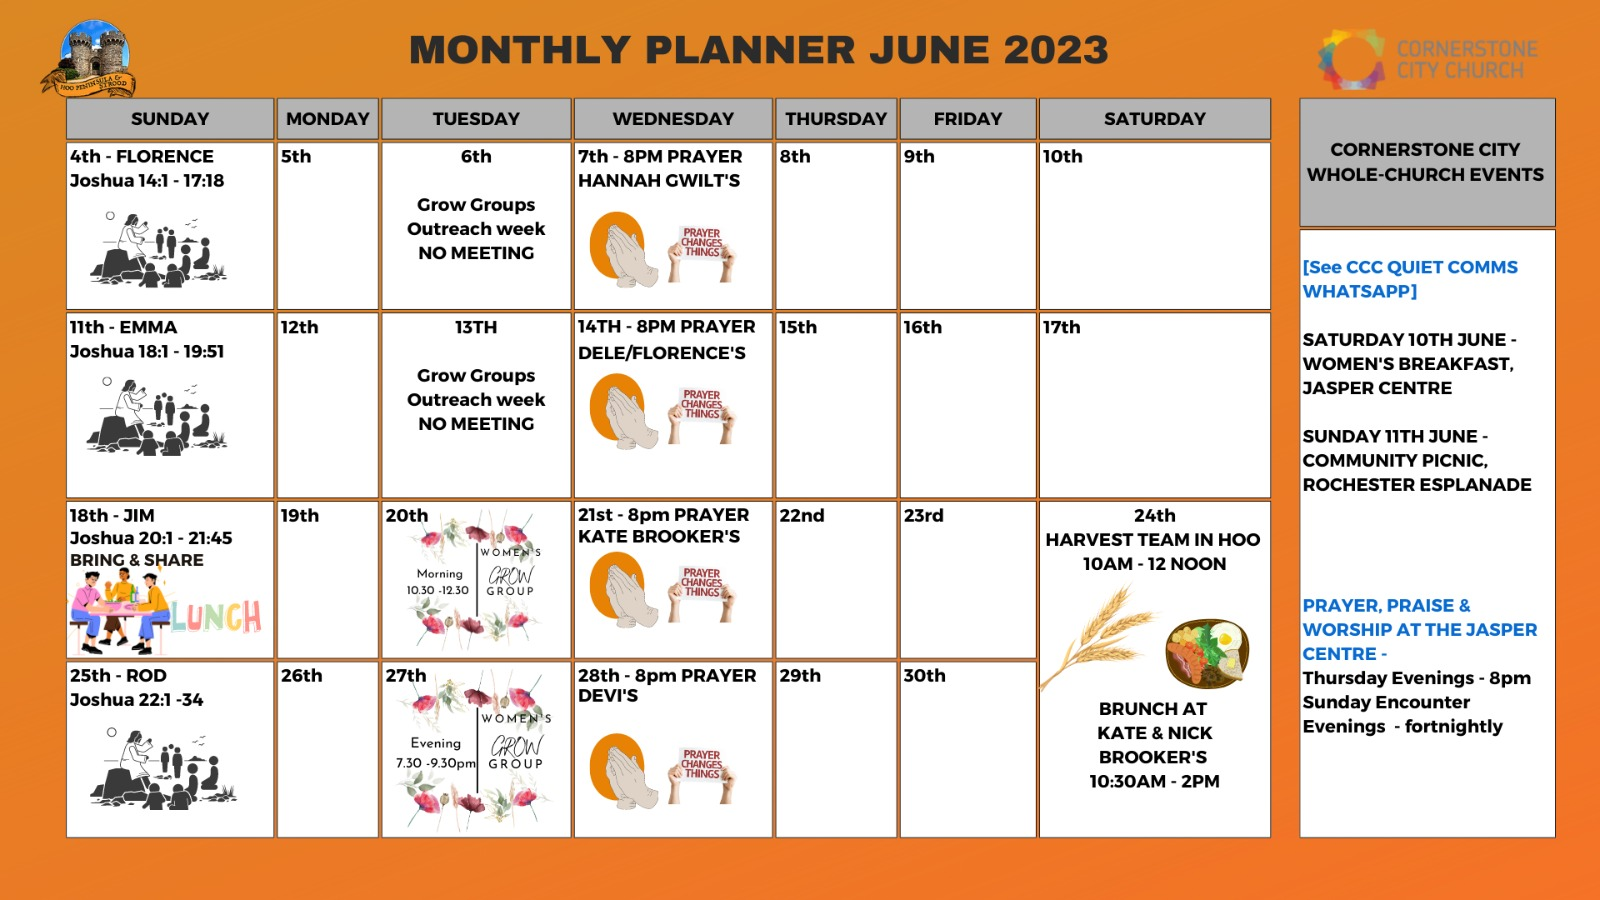 HOO PENINSULA &
STROOD
MONTHLY PLANNER JUNE 2023
CORNERSTONE
CITY CHURCH
SUNDAY
MONDAY
TUESDAY
WEDNESDAY
THURSDAY
FRIDAY
SATURDAY
4th - FLORENCE
Joshua 14:1 - 17:18
5th
6th
Grow Groups
Outreach week
NO MEETING
7th - 8PM PRAYER
HANNAH GWILT'S
PRAYER
CHANGES
THINGS
8th
9th
10th
11th - EMMA
Joshua 18:1 - 19:51
12th
13TH
Grow Groups
Outreach week
NO MEETING
14TH - 8PM PRAYER
DELE/FLORENCE'S
PRAYER
CHANGES
THINGS
15th
16th
17th
18th - JIM
Joshua 20:1 - 21:45
BRING & SHARE
LUNCH
19th
20th
Morning
10.30 -12.30
WOMEN'S
GROW
GROUP
21st - 8pm PRAYER
KATE BROOKER'S
PRAYER
CHANGES
THINGS
22nd
23rd
24th
HARVEST TEAM IN HOO
10AM - 12 NOON
BRUNCH AT
KATE & NICK
BROOKER'S
10:30AM - 2PM
25th - ROD
Joshua 22:1 -34
26th
27th
Evening
7.30 -9.30pm
WOMEN'S
GROW
GROUP
28th - 8pm PRAYER
DEVI'S
PRAYER
CHANGES
THINGS
29th
30th
CORNERSTONE CITY
WHOLE-CHURCH EVENTS
[See CCC QUIET COMMS
WHATSAPP]
SATURDAY 10TH JUNE -
WOMEN'S BREAKFAST,
JASPER CENTRE
SUNDAY 11TH JUNE -
COMMUNITY PICNIC,
ROCHESTER ESPLANADE
PRAYER, PRAISE &
WORSHIP AT THE JASPER
CENTRE -
Thursday Evenings - 8pm
Sunday Encounter
Evenings - fortnightly